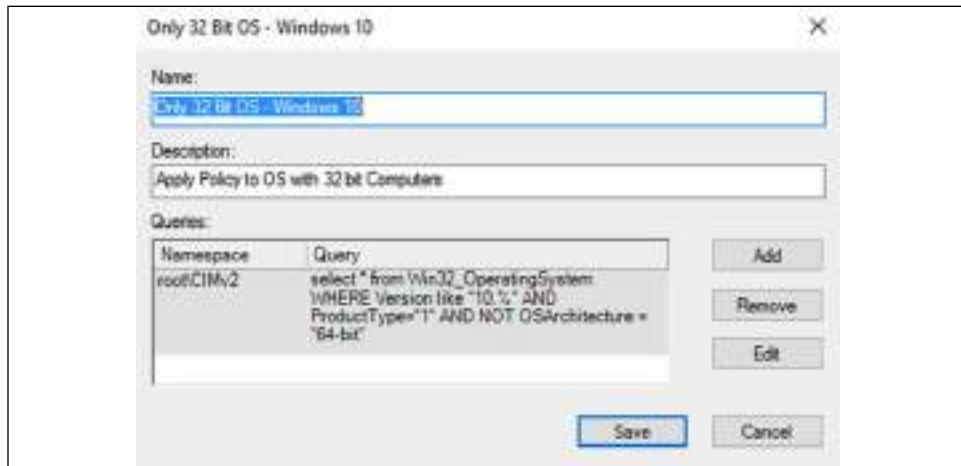 Only 32 Bit OS - Windows 10
Name:
Only 32 Bit OS - Windows 10
Description:
Apply Policy to OS with 32 bit Computers
Queries:
Namespace Query
root\CIMv2 select * from Win32_OperatingSystem
WHERE Version like "10.%" AND
ProductType="1" AND NOT OSArchitecture =
"64-bit"
Add
Remove
Edit
Save Cancel